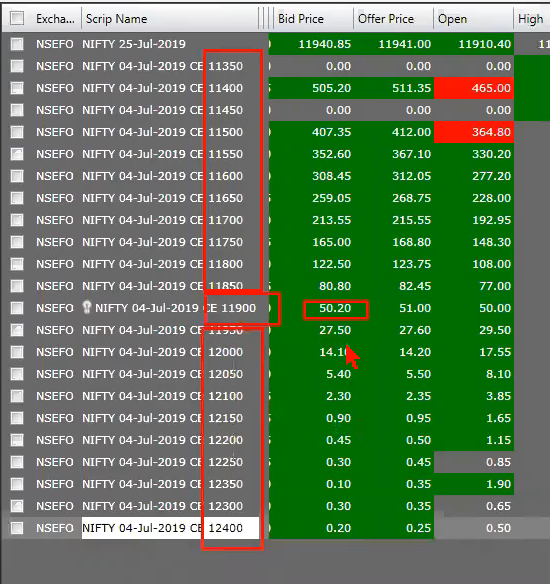 Excha... Scrip Name Bid Price Offer Price Open High
NSEFO NIFTY 25-Jul-2019 11940.85 11941.00 11910.40 11
NSEFO NIFTY 04-Jul-2019 CE 11350 0.00 0.00 0.00
NSEFO NIFTY 04-Jul-2019 CE 11400 505.20 511.35 465.00
NSEFO NIFTY 04-Jul-2019 CE 11450 0.00 0.00 0.00
NSEFO NIFTY 04-Jul-2019 CE 11500 407.35 412.00 364.80
NSEFO NIFTY 04-Jul-2019 CE 11550 352.60 367.10 330.20
NSEFO NIFTY 04-Jul-2019 CE 11600 308.45 312.05 277.20
NSEFO NIFTY 04-Jul-2019 CE 11650 259.05 268.75 228.00
NSEFO NIFTY 04-Jul-2019 CE 11700 213.55 215.55 192.95
NSEFO NIFTY 04-Jul-2019 CE 11750 165.00 168.80 148.30
NSEFO NIFTY 04-Jul-2019 CE 11800 122.50 123.75 108.00
NSEFO NIFTY 04-Jul-2019 CE 11850 80.80 82.45 77.00
NSEFO NIFTY 04-Jul-2019 CE 11900 50.20 51.00 50.00
NSEFO NIFTY 04-Jul-2019 CE 11950 27.50 27.60 29.50
NSEFO NIFTY 04-Jul-2019 CE 12000 14.10 14.20 17.55
NSEFO NIFTY 04-Jul-2019 CE 12050 5.40 5.50 8.10
NSEFO NIFTY 04-Jul-2019 CE 12100 2.30 2.35 3.85
NSEFO NIFTY 04-Jul-2019 CE 12150 0.90 0.95 1.65
NSEFO NIFTY 04-Jul-2019 CE 12200 0.45 0.50 1.15
NSEFO NIFTY 04-Jul-2019 CE 12250 0.30 0.45 0.85
NSEFO NIFTY 04-Jul-2019 CE 12350 0.10 0.35 1.90
NSEFO NIFTY 04-Jul-2019 CE 12300 0.30 0.35 0.65
NSEFO NIFTY 04-Jul-2019 CE 12400 0.20 0.25 0.50